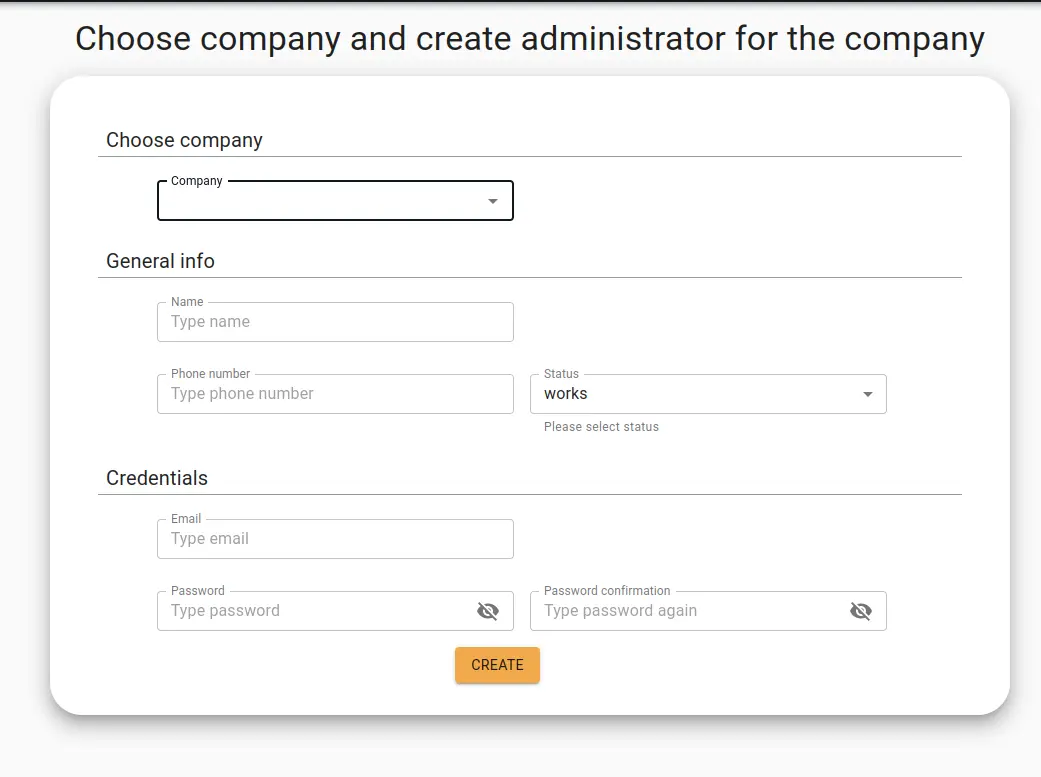 Choose company and create administrator for the company
Choose company
Company
General info
Name
Type name
Phone number
Status
Type phone number
works
Please select status
Credentials
Email
Type email
Password
Password confirmation
Type password
Type password again
CREATE